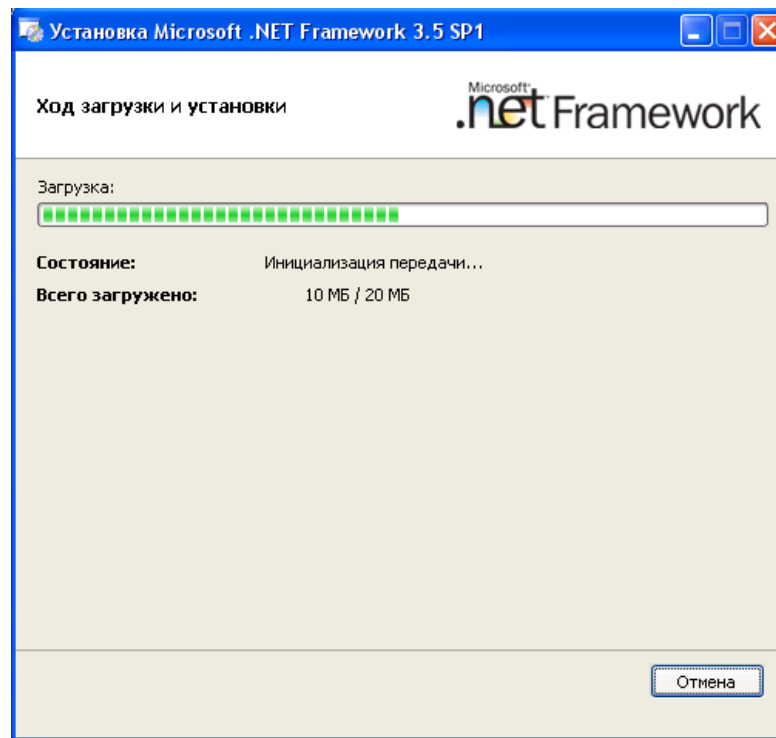 Установка Microsoft .NET Framework 3.5 SP1
Ход загрузки и установки
Microsoft
.net Framework
Загрузка:
Состояние: Инициализация передачи...
Всего загружено: 10 МБ / 20 МБ
Отмена